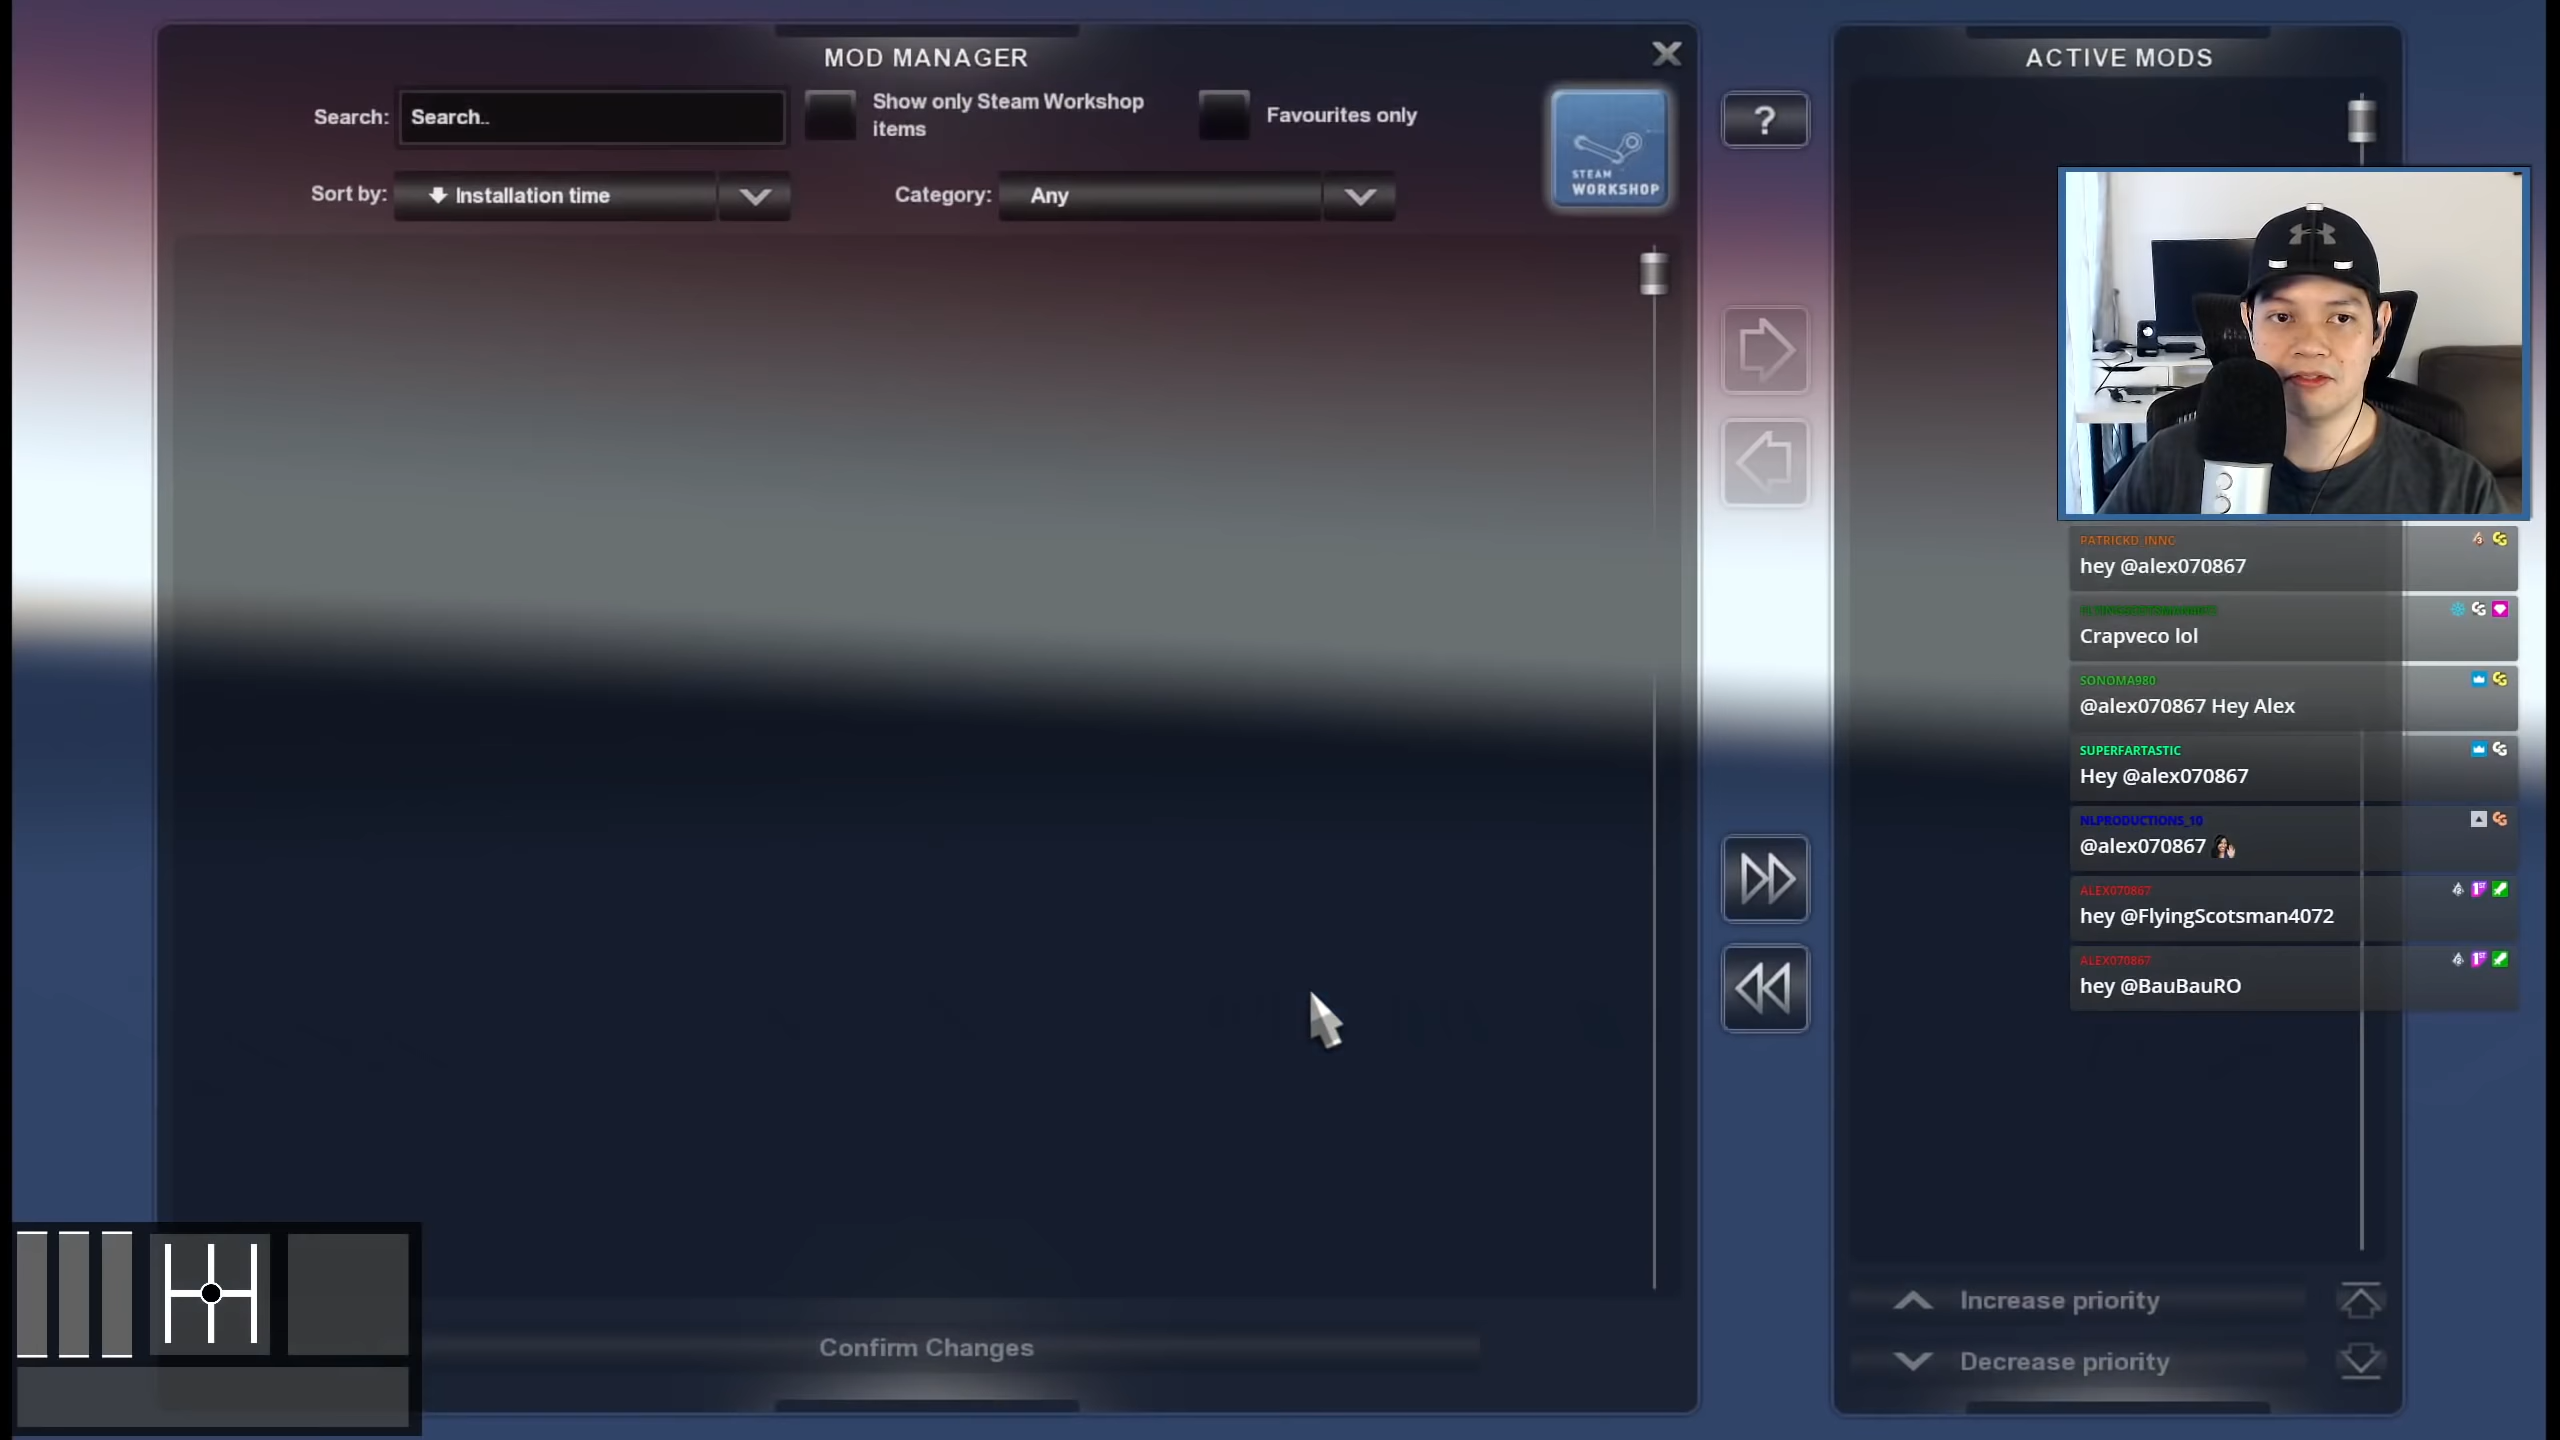 MOD MANAGER
Search:
Search..
Show only Steam Workshop
items
Favourites only
Sort by:
Installation time
Category:
Any
STEAM
WORKSHOP
?
ACTIVE MODS
PATRICKD_INNC
hey @alex070867
Crapveco lol
SONOMA980
@alex070867 Hey Alex
SUPERFARTASTIC
Hey @alex070867
NLPRODUCTIONS_10
@alex070867
ALEX070867
hey @FlyingScotsman4072
ALEX070867
hey @BauBauRO
Increase priority
Decrease priority
Confirm Changes